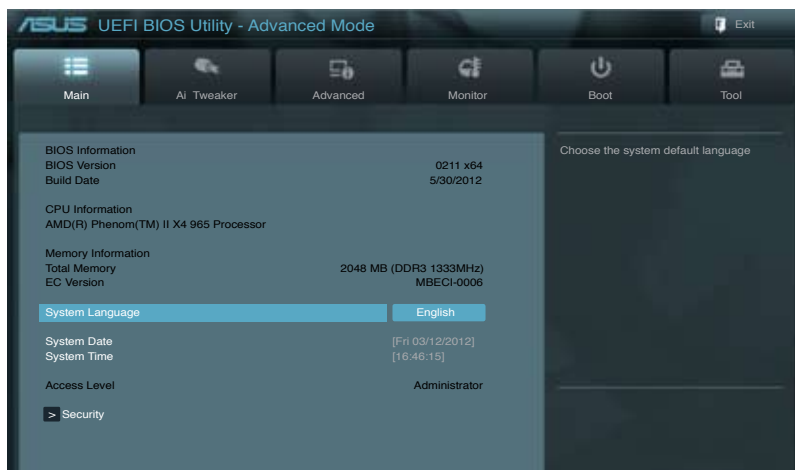 ASUS UEFI BIOS Utility - Advanced Mode
Exit
Main Ai Tweaker Advanced Monitor Boot Tool
BIOS Information
BIOS Version 0211 x64
Build Date 5/30/2012
CPU Information
AMD(R) Phenom(TM) II X4 965 Processor
Memory Information
Total Memory 2048 MB (DDR3 1333MHz)
EC Version MBECI-0006
System Language English
System Date [Fri 03/12/2012]
System Time [16:46:15]
Access Level Administrator
> Security
Choose the system default language